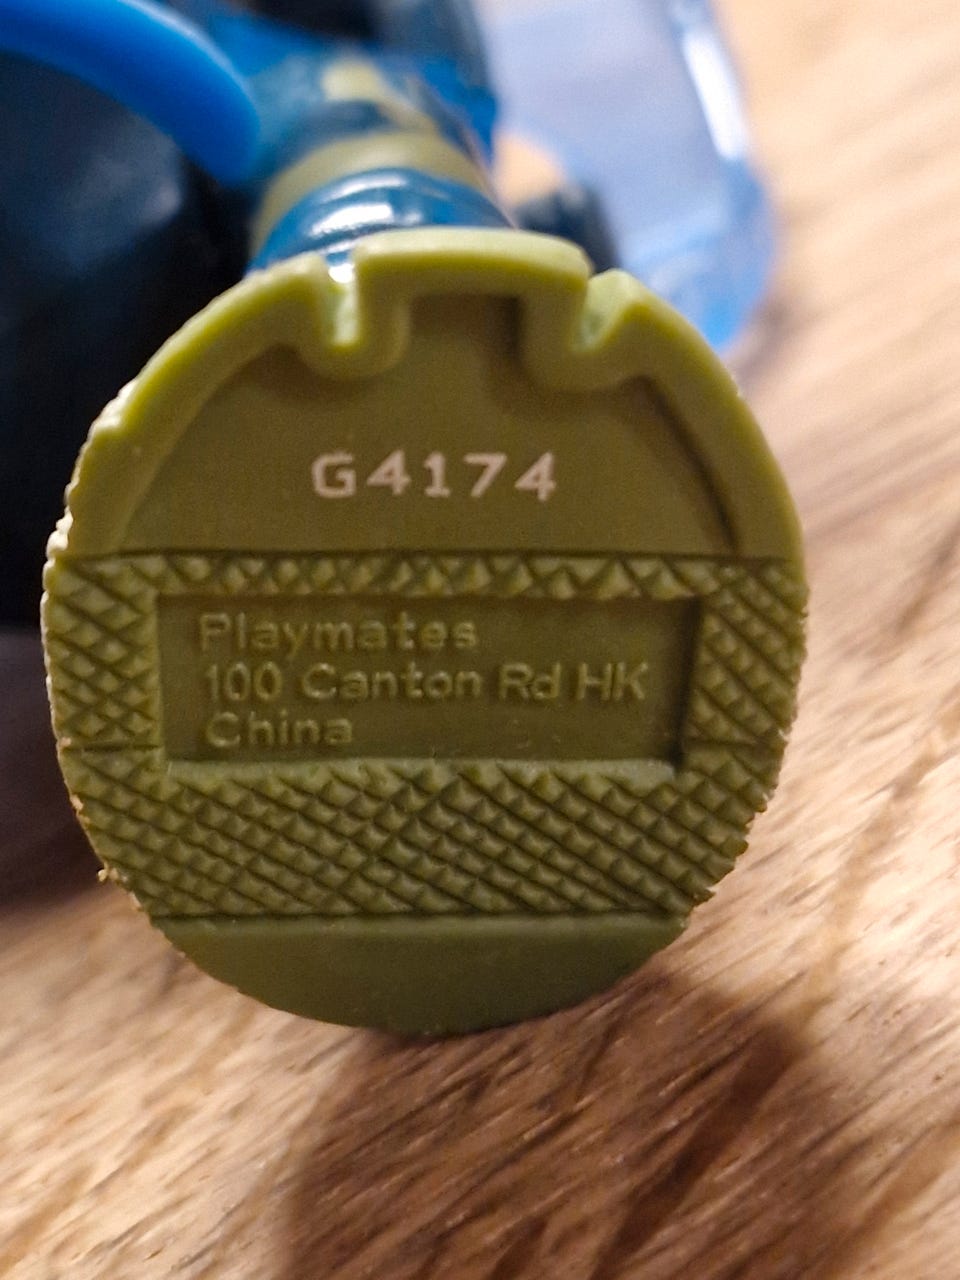 G4174
Playmates
100 Canton Rd HK
China